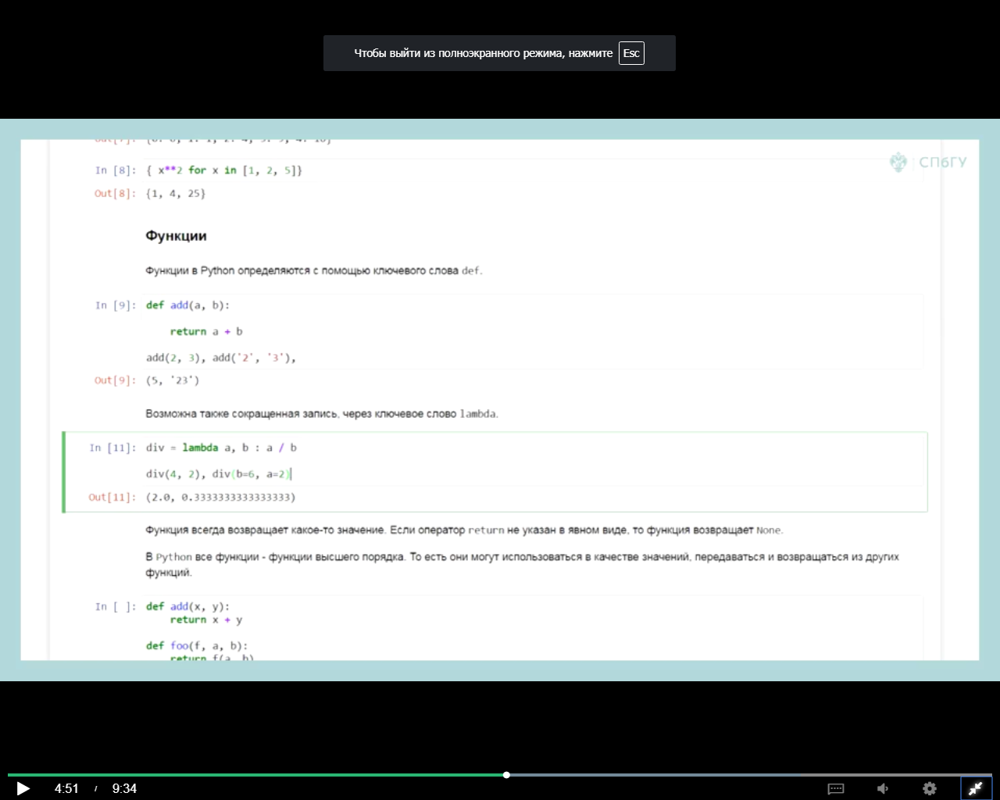 Чтобы выйти из полноэкранного режима, нажмите Esc
СПбГУ
In [8]: { x**2 for x in [1, 2, 5]}
Out[8]: {1, 4, 25}
Функции
Функции в Python определяются с помощью ключевого слова def.
In [9]: def add(a, b):
return a + b
add(2, 3), add('2', '3'),
Out[9]: (5, '23')
Возможна также сокращенная запись, через ключевое слово lambda.
In [11]: div = lambda a, b : a / b
div(4, 2), div(b=6, a=2)
Out[11]: (2.0, 0.3333333333333333)
Функция всегда возвращает какое-то значение. Если оператор return не указан в явном виде, то функция возвращает None.
В Python все функции - функции высшего порядка. То есть они могут использоваться в качестве значений, передаваться и возвращаться из других
функций.
In [ ]: def add(x, y):
return x + y
def foo(f, a, b):
return f(a, b)
4:51 / 9:34